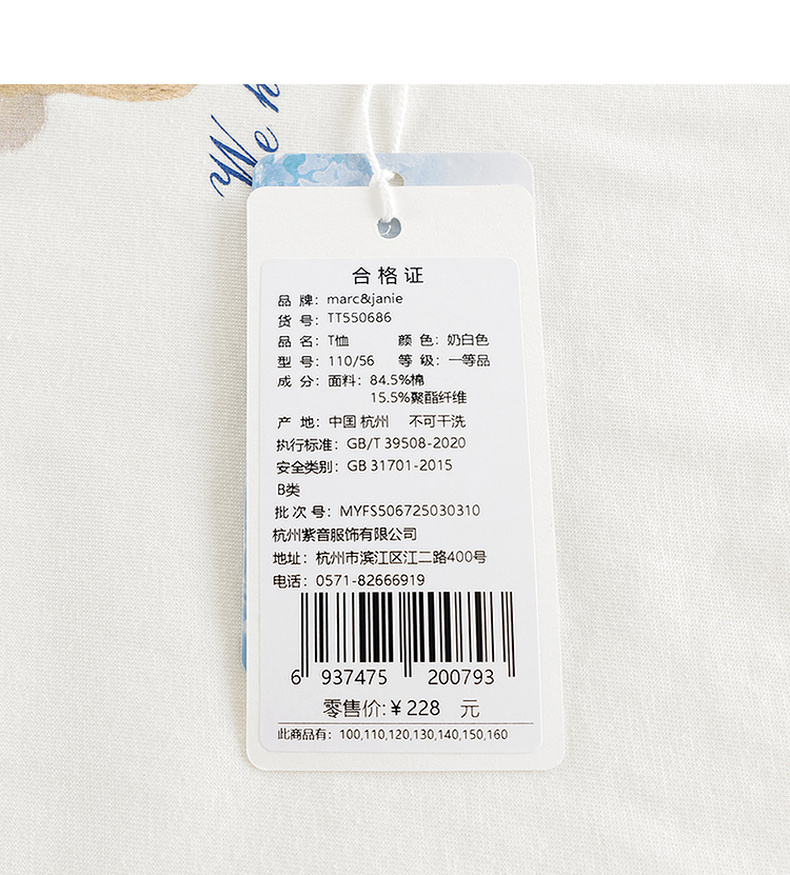 We h
合格证
品 牌：marc&janie
货 号：TT550686
品 名：T恤 颜 色：奶白色
型 号：110/56 等 级：一等品
成 分：面料：84.5%棉
15.5%聚酯纤维
产 地：中国 杭州 不可干洗
执行标准：GB/T 39508-2020
安全类别：GB 31701-2015
B类
批 次 号：MYFS506725030310
杭州紫音服饰有限公司
地址：杭州市滨江区江二路400号
电话：0571-82666919
6 937475 200793
零售价:¥228 元
此商品有：100,110,120,130,140,150,160